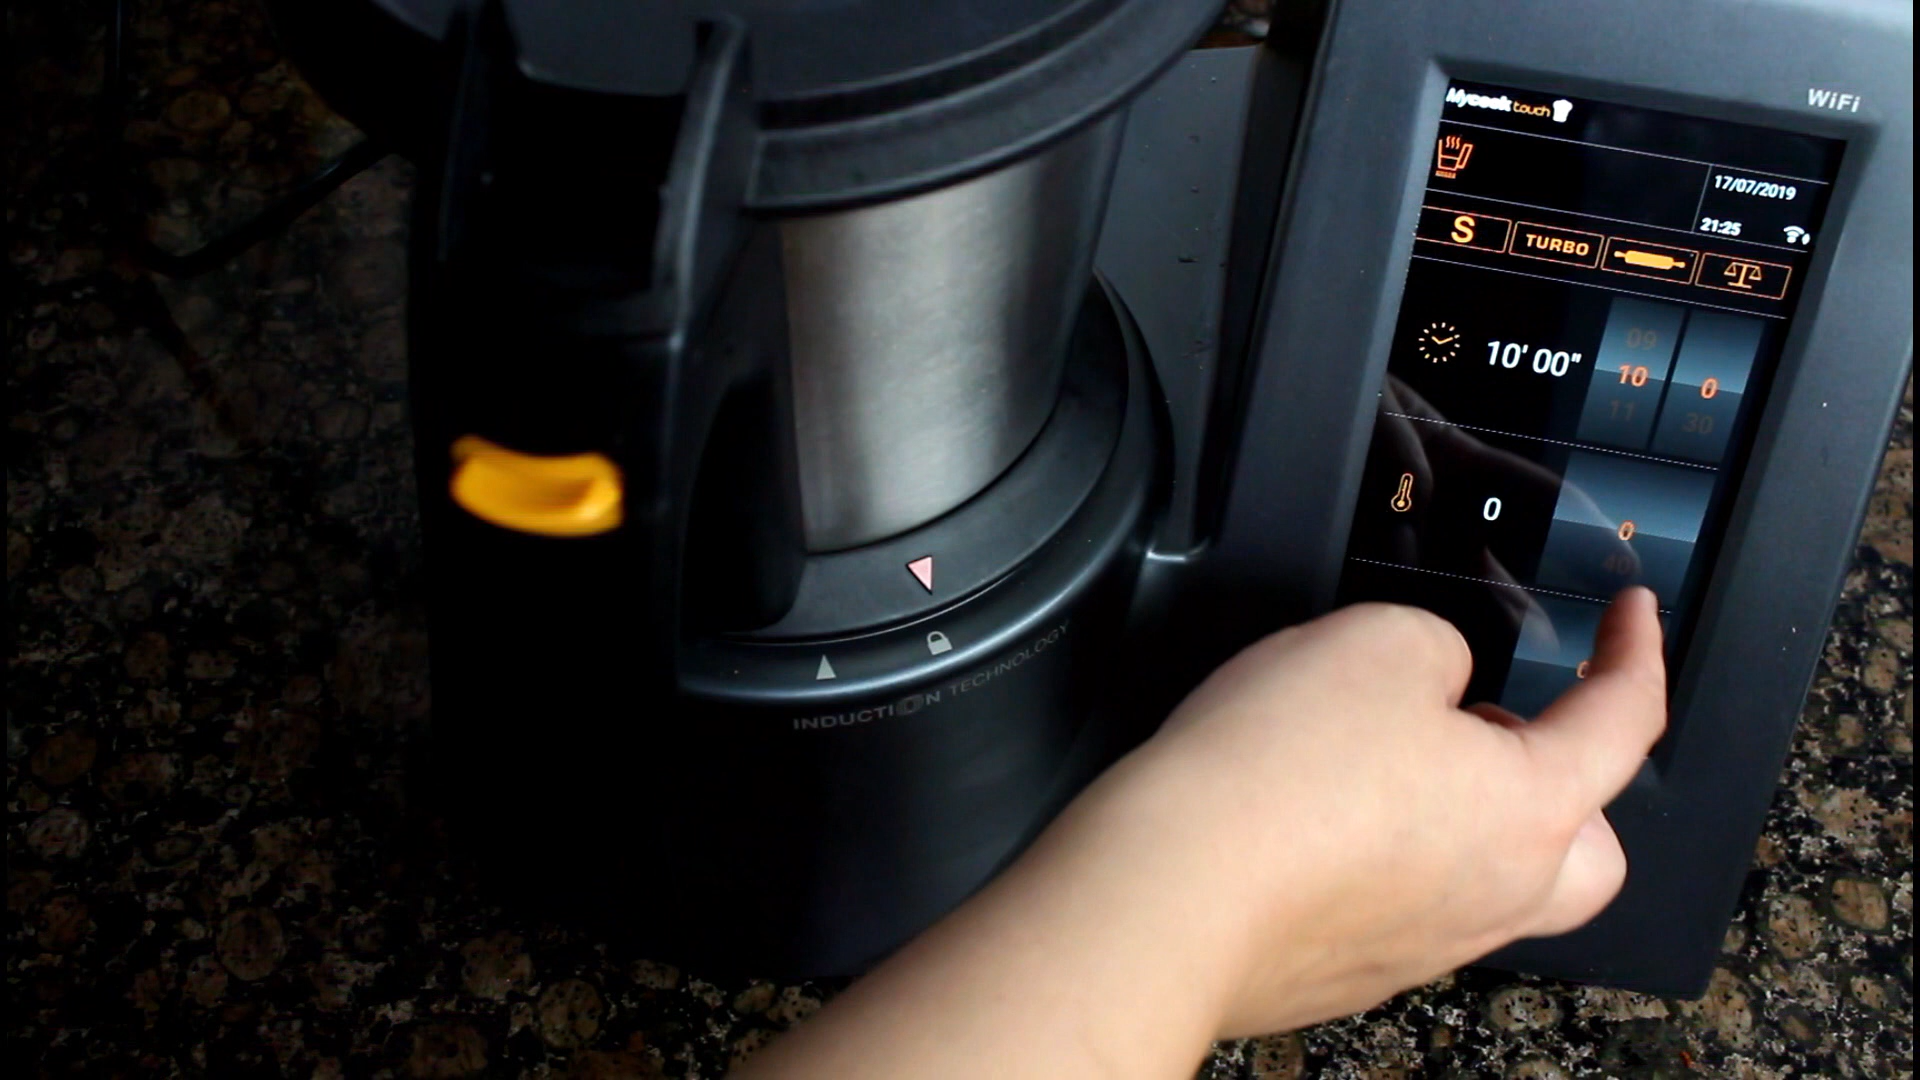 WiFi
Mycook touch
17/07/2019
21:25
S TURBO
10' 00"
09
10 0
11 30
0
0
40
INDUCTION TECHNOLOGY